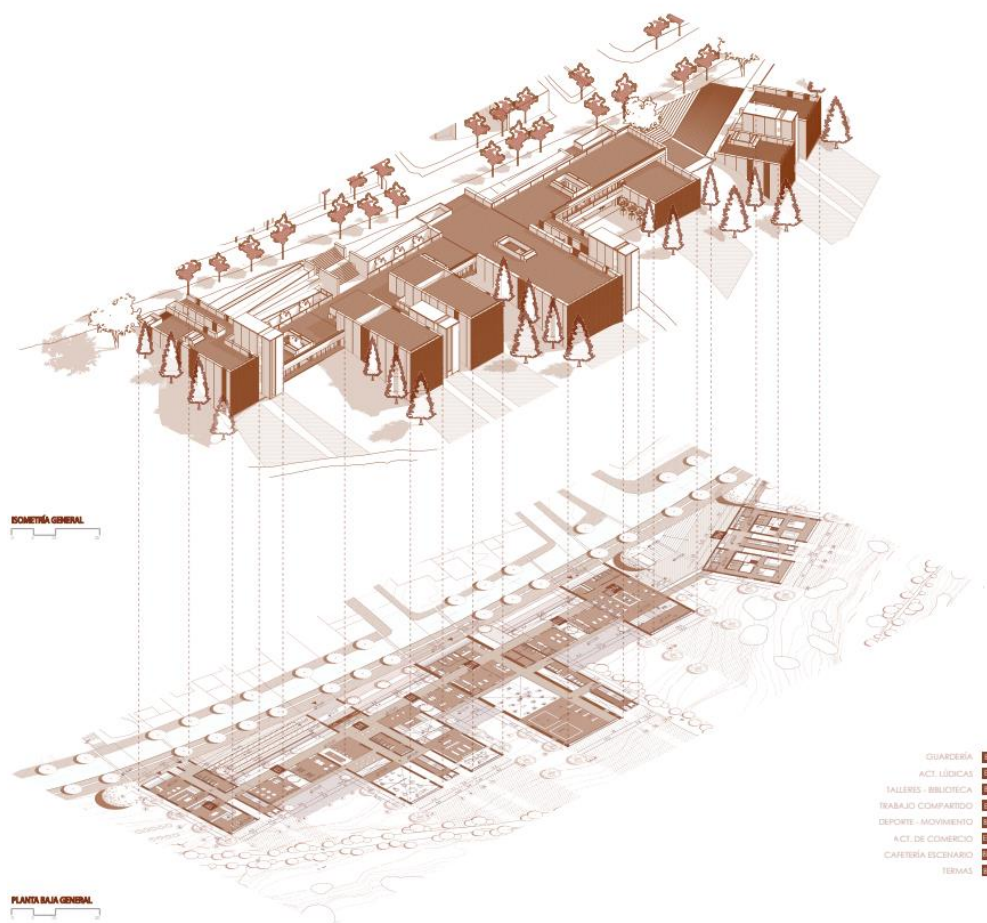 ISOMETRÍA GENERAL
GUARDERÍA
ACT. LÚDICAS
TALLERES - BIBLIOTECA
TRABAJO COMPARTIDO
DEPORTE - MOVIMIENTO
ACT. DE COMERCIO
CAFETERÍA ESCENARIO
TERMAS
PLANTA BAJA GENERAL